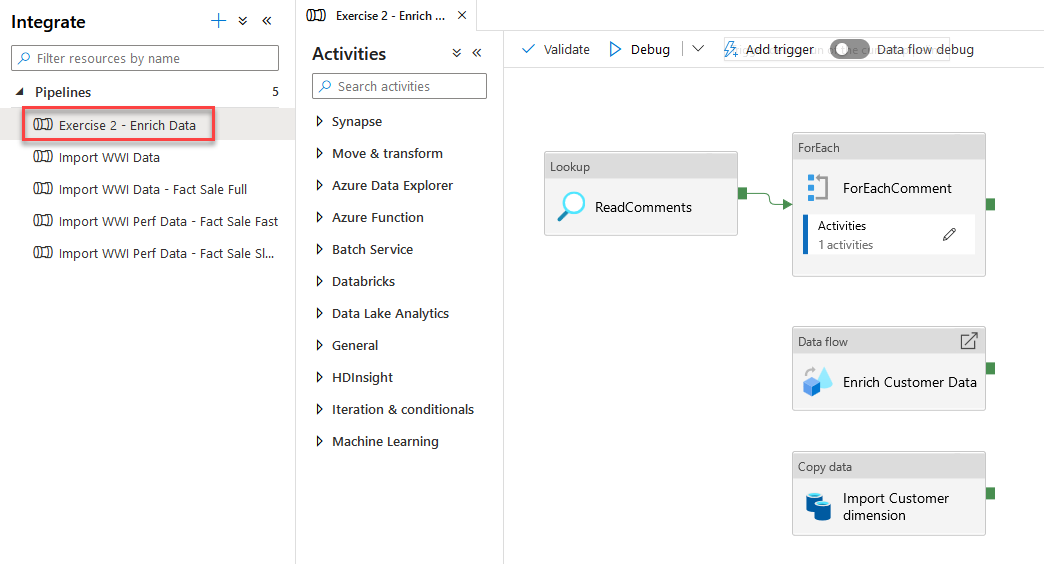 Integrate
Filter resources by name
Pipelines 5
Exercise 2 - Enrich Data
Import WWI Data
Import WWI Data - Fact Sale Full
Import WWI Perf Data - Fact Sale Fast
Import WWI Perf Data - Fact Sale Sl...
Exercise 2 - Enrich ...
Activities
Search activities
Synapse
Move & transform
Azure Data Explorer
Azure Function
Batch Service
Databricks
Data Lake Analytics
General
HDInsight
Iteration & conditionals
Machine Learning
Validate Debug Add trigger Data flow debug
Lookup
ReadComments
ForEach
ForEachComment
Activities
1 activities
Data flow
Enrich Customer Data
Copy data
Import Customer
dimension